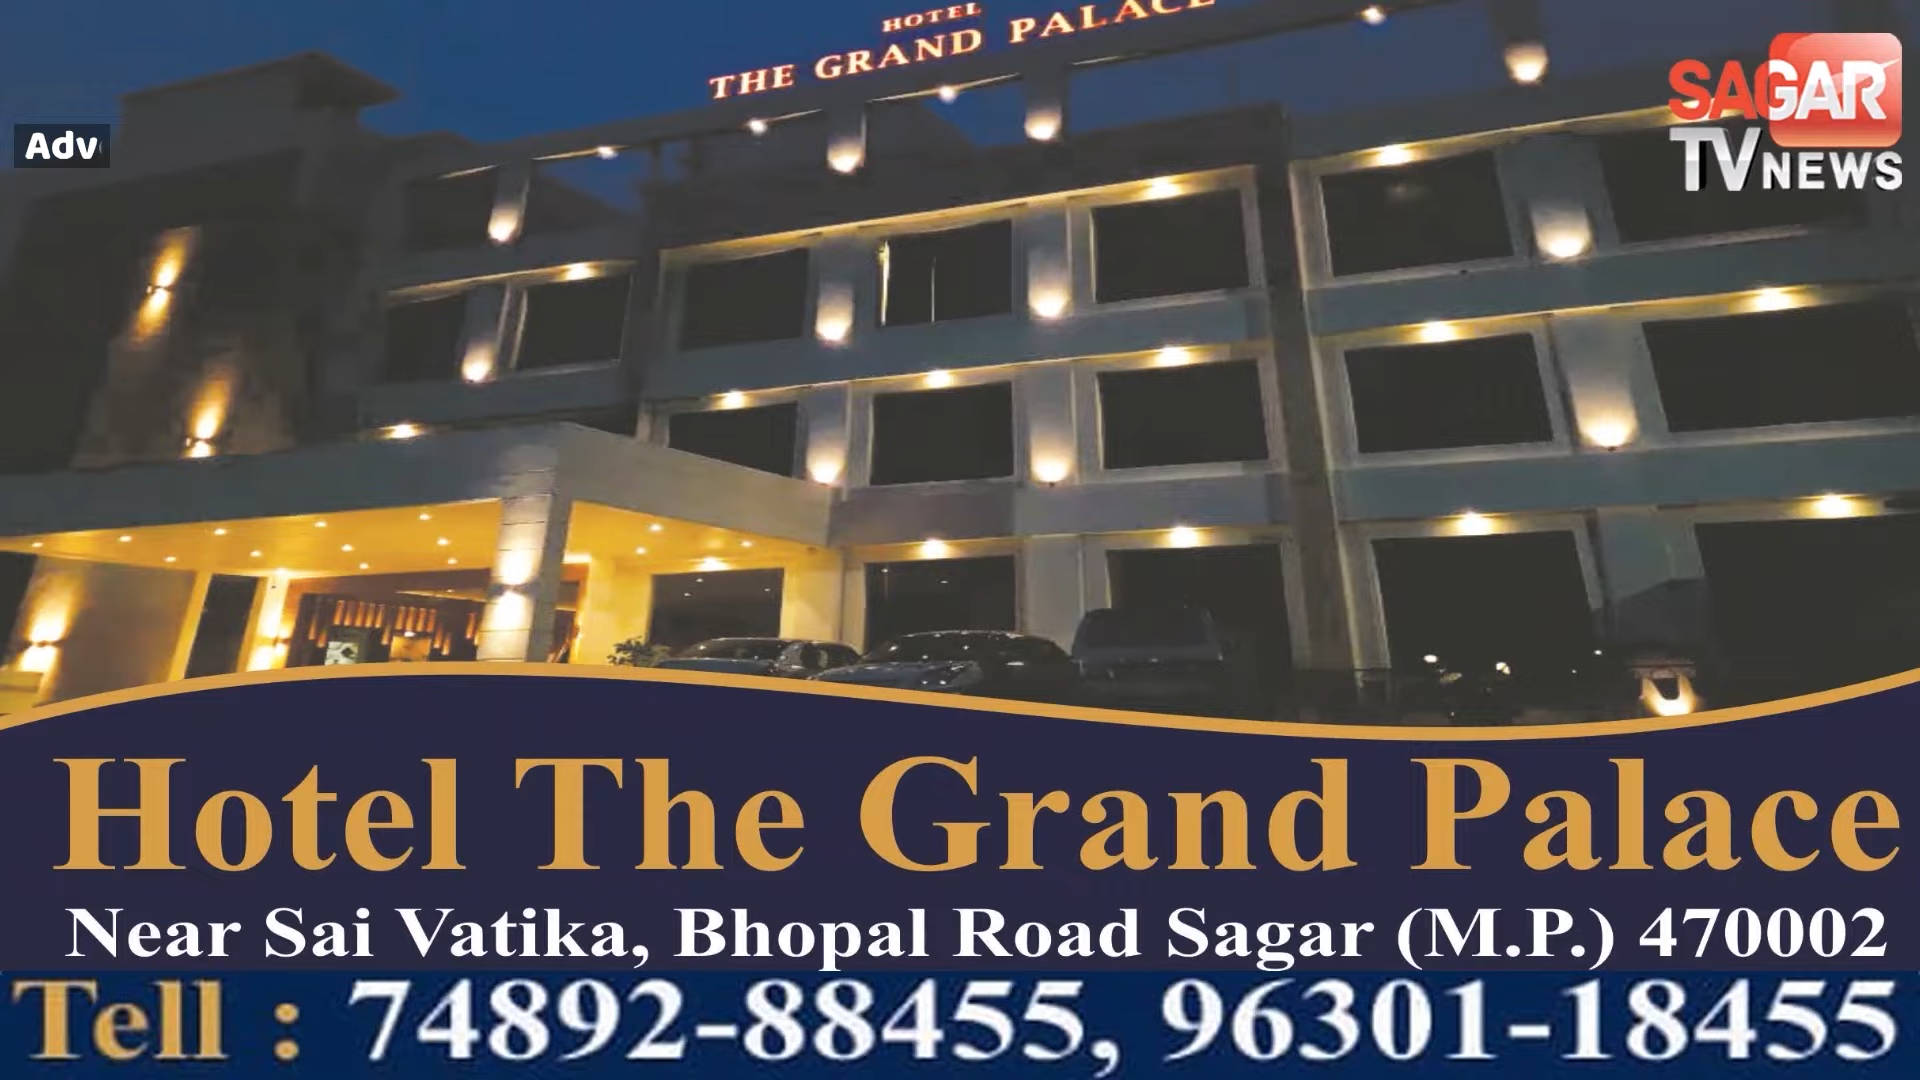 HOTEL
THE GRAND PALACE
SAGAR
TV NEWS
Adv
Hotel The Grand Palace
Near Sai Vatika, Bhopal Road Sagar (M.P.) 470002
Tell : 74892-88455, 96301-18455